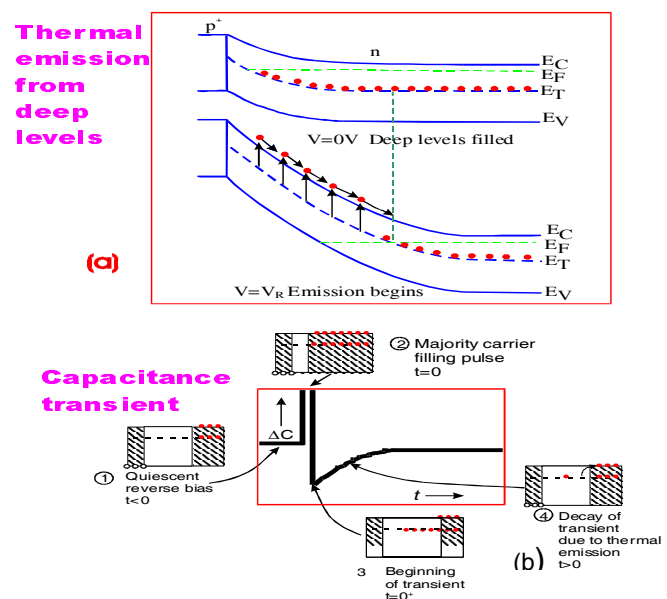 Thermal
emission
from
deep
levels
p+
n
EC
EF
ET
EV
V=0V Deep levels filled
EC
EF
ET
EV
V=VR Emission begins
(a)
Capacitance
transient
② Majority carrier
filling pulse
t=0
ΔC
① Quiescent
reverse bias
t<0
t
3 Beginning
of transient
t=0+
④ Decay of
transient
due to thermal
emission
t>0
(b)